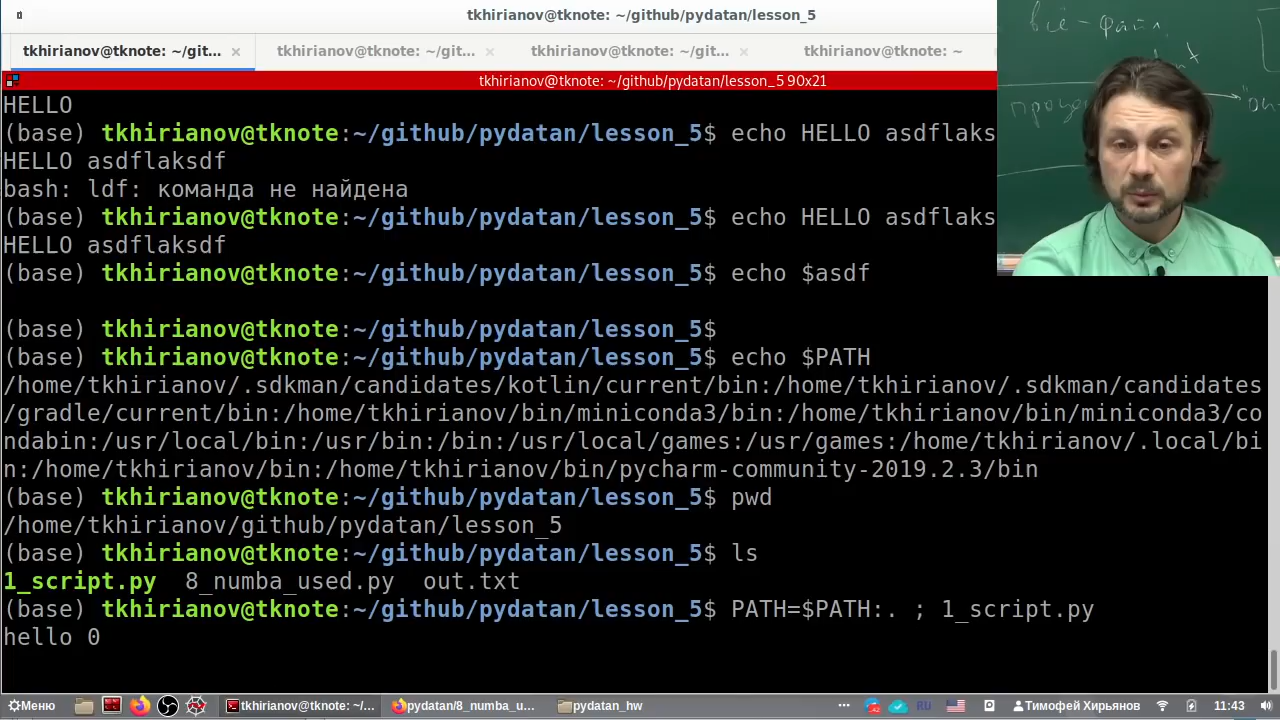 tkhirianov@tknote: ~/github/pydatan/lesson_5
tkhirianov@tknote: ~/git… × tkhirianov@tknote: ~/git… × tkhirianov@tknote: ~/git… × tkhirianov@tknote: ~
tkhirianov@tknote: ~/github/pydatan/lesson_5 90x21
HELLO
(base) tkhirianov@tknote:~/github/pydatan/lesson_5$ echo HELLO asdflaks
HELLO asdflaksdf
bash: ldf: команда не найдена
(base) tkhirianov@tknote:~/github/pydatan/lesson_5$ echo HELLO asdflaks
HELLO asdflaksdf
(base) tkhirianov@tknote:~/github/pydatan/lesson_5$ echo $asdf
(base) tkhirianov@tknote:~/github/pydatan/lesson_5$
(base) tkhirianov@tknote:~/github/pydatan/lesson_5$ echo $PATH
/home/tkhirianov/.sdkman/candidates/kotlin/current/bin:/home/tkhirianov/.sdkman/candidates
/gradle/current/bin:/home/tkhirianov/bin/miniconda3/bin:/home/tkhirianov/bin/miniconda3/co
ndabin:/usr/local/bin:/usr/bin:/bin:/usr/local/games:/usr/games:/home/tkhirianov/.local/bi
n:/home/tkhirianov/bin:/home/tkhirianov/bin/pycharm-community-2019.2.3/bin
(base) tkhirianov@tknote:~/github/pydatan/lesson_5$ pwd
/home/tkhirianov/github/pydatan/lesson_5
(base) tkhirianov@tknote:~/github/pydatan/lesson_5$ ls
1_script.py 8_numba_used.py out.txt
(base) tkhirianov@tknote:~/github/pydatan/lesson_5$ PATH=$PATH:. ; 1_script.py
hello 0
Меню tkhirianov@tknote: ~/… pydatan/8_numba_u… pydatan_hw RU Тимофей Хирьянов 11:43
всё - файл